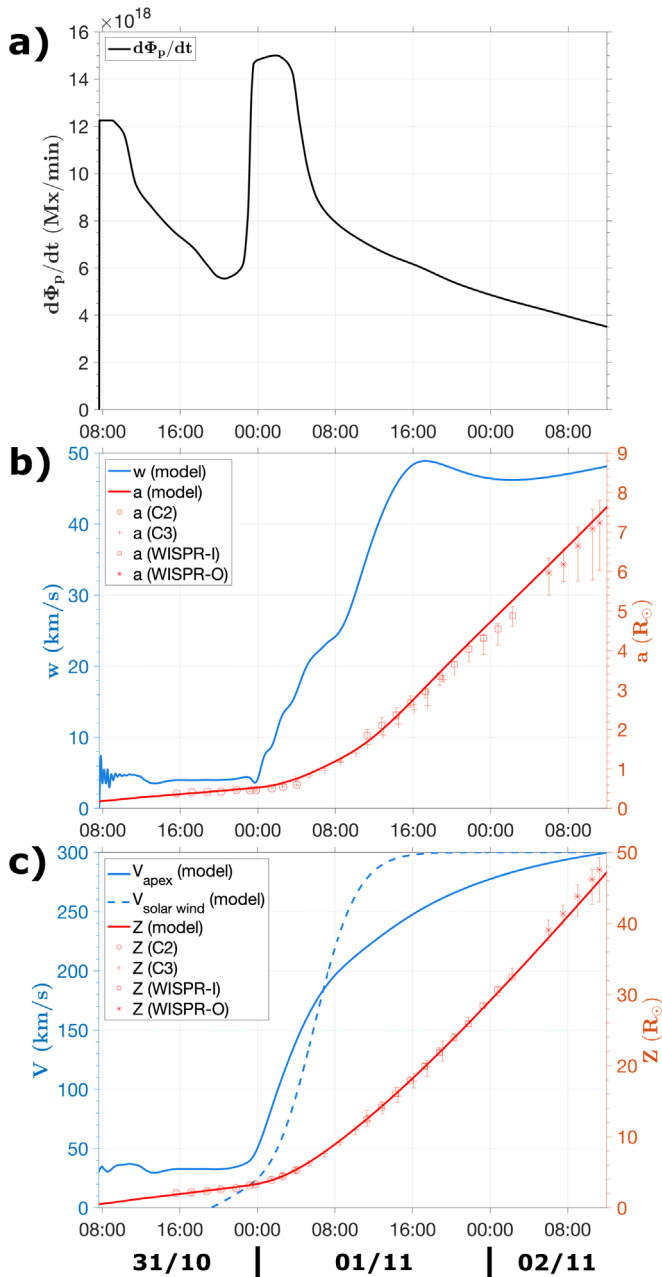 a)
×10^18
dΦ_p/dt
dΦ_p/dt (Mx/min)
16
14
12
10
8
6
4
2
0
08:00 16:00 00:00 08:00 16:00 00:00 08:00
b)
w (model)
a (model)
a (C2)
a (C3)
a (WISPR-I)
a (WISPR-O)
w (km/s)
50
40
30
20
10
0
a (R☉)
9
8
7
6
5
4
3
2
1
0
08:00 16:00 00:00 08:00 16:00 00:00 08:00
c)
V_apex (model)
V_solar wind (model)
Z (model)
Z (C2)
Z (C3)
Z (WISPR-I)
Z (WISPR-O)
V (km/s)
300
250
200
150
100
50
0
Z (R☉)
50
40
30
20
10
0
08:00 16:00 00:00 08:00 16:00 00:00 08:00
31/10 | 01/11 | 02/11